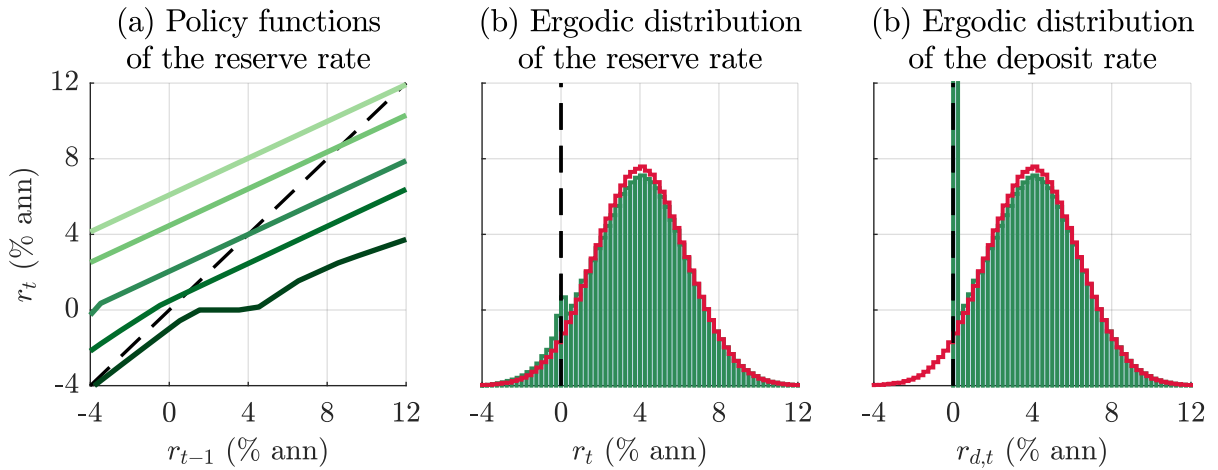 (a) Policy functions
of the reserve rate
12
8
4
0
-4
r_t (% ann)
-4 0 4 8 12
r_{t−1} (% ann)
(b) Ergodic distribution
of the reserve rate
-4 0 4 8 12
r_t (% ann)
(b) Ergodic distribution
of the deposit rate
-4 0 4 8 12
r_{d,t} (% ann)